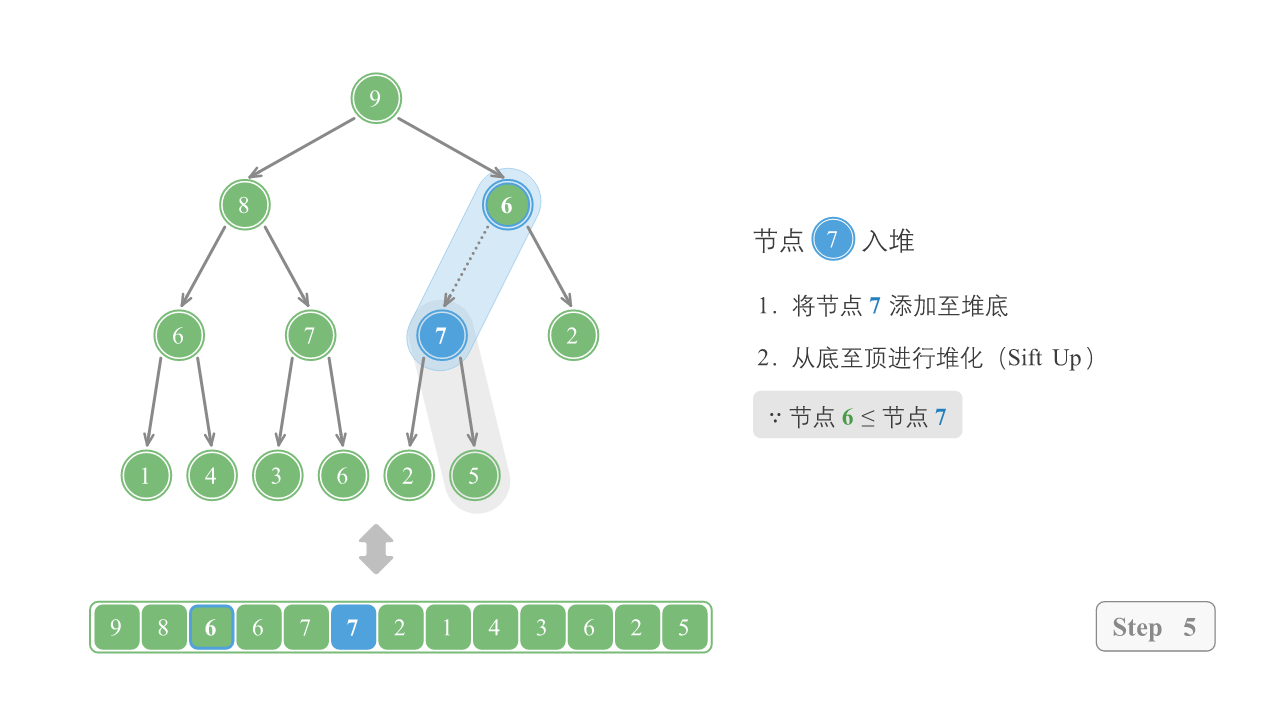 9
8 6
6 7 7 2
1 4 3 6 2 5
9 8 6 6 7 7 2 1 4 3 6 2 5
节点 7 入堆
1. 将节点 7 添加至堆底
2. 从底至顶进行堆化（Sift Up）
∵ 节点 6 ≤ 节点 7
Step 5